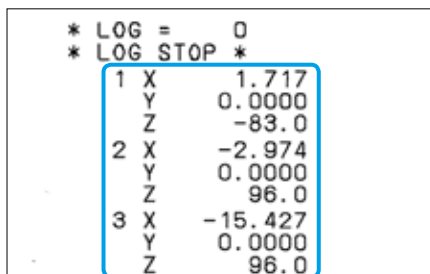 * LOG = 0
* LOG STOP *
1 X 1.717
Y 0.0000
Z -83.0
2 X -2.974
Y 0.0000
Z 96.0
3 X -15.427
Y 0.0000
Z 96.0